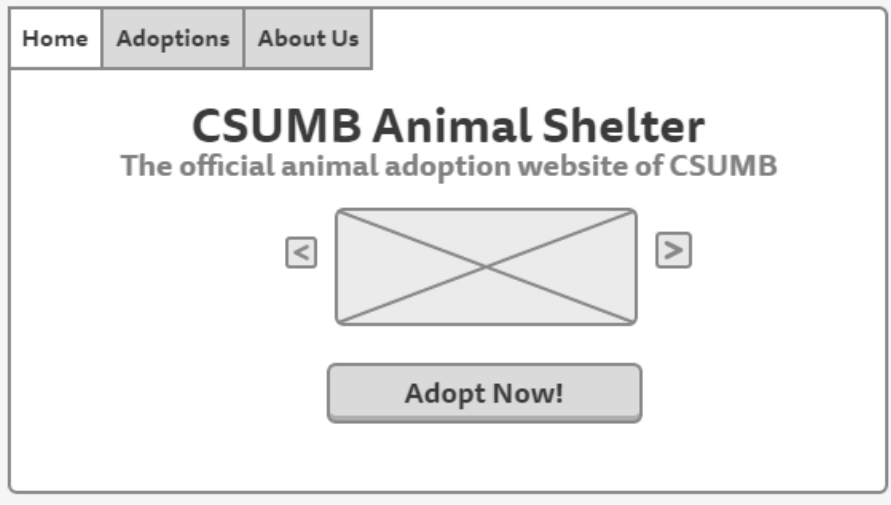 Home Adoptions About Us
CSUMB Animal Shelter
The official animal adoption website of CSUMB
< >
Adopt Now!